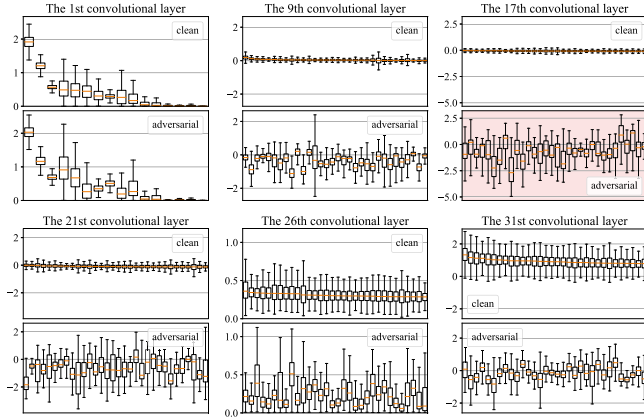 The 1st convolutional layer
clean
2
1
0
adversarial
2
1
0
The 9th convolutional layer
clean
2
0
−2
adversarial
2
0
−2
The 17th convolutional layer
clean
2.5
0.0
−2.5
−5.0
adversarial
2.5
0.0
−2.5
−5.0
The 21st convolutional layer
clean
2
0
−2
adversarial
0
−2
The 26th convolutional layer
clean
1.0
0.5
0.0
adversarial
1.0
0.5
0.0
The 31st convolutional layer
clean
2
0
−2
adversarial
2
0
−2